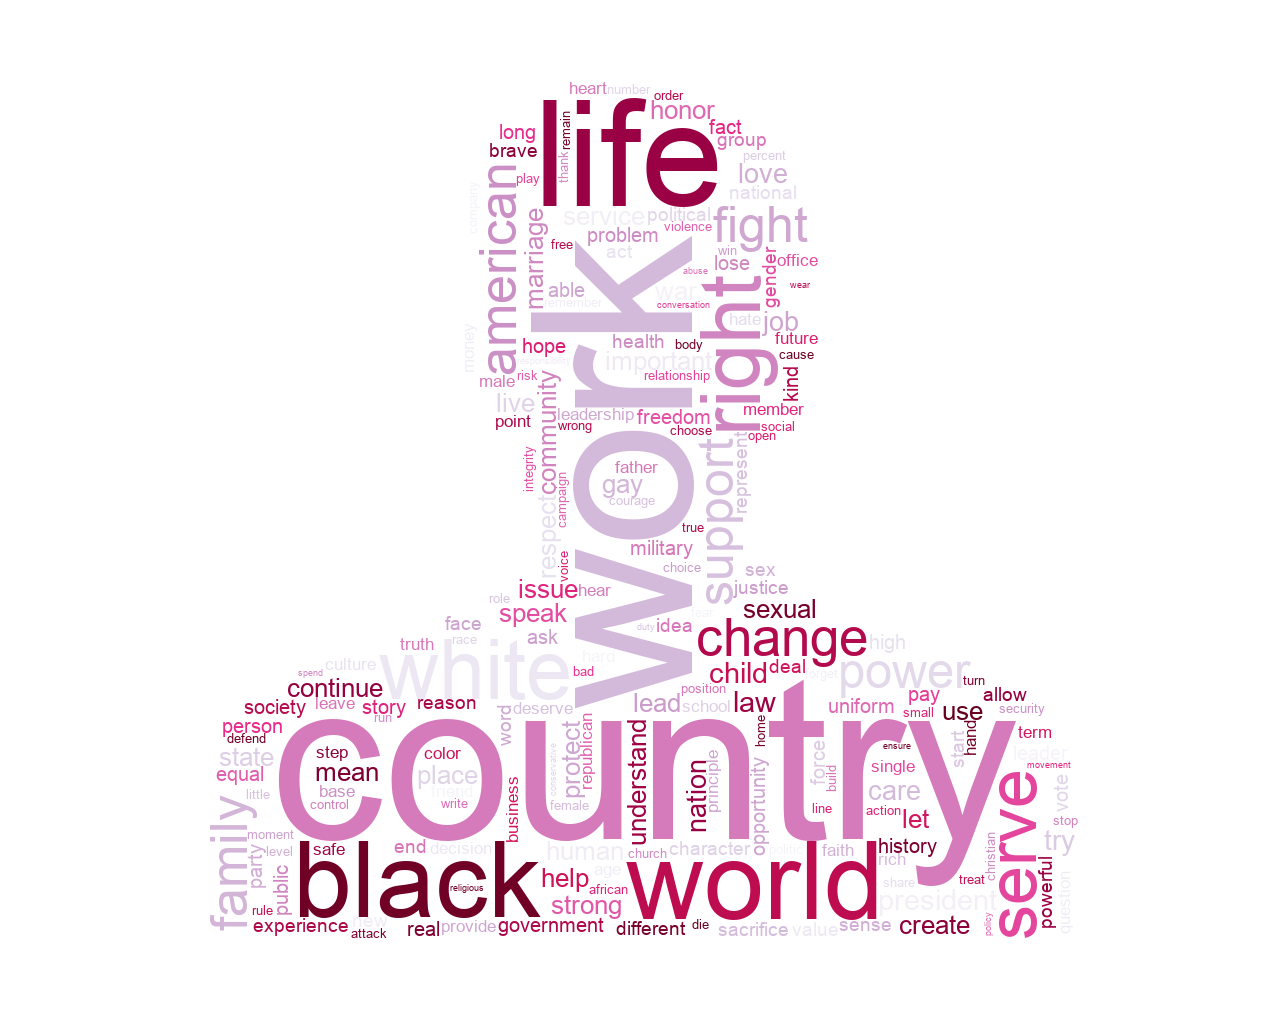 heart
number
order
life
honor
long
remain
fact
brave
group
thank
percent
play
love
company
american
national
marriage
service
political
fight
free
violence
problem
act
win
work
lose
gender
office
abuse
able
war
wear
remember
conversation
right
hate
job
money
hope
health
body
future
important
cause
male
risk
relationship
kind
live
community
leadership
freedom
member
point
wrong
choose
social
open
integrity
father
support
represent
campaign
gay
courage
respect
true
voice
military
choice
sex
issue
hear
justice
role
speak
sexual
face
ask
duty
idea
change
truth
race
high
white
hard
culture
bad
child
deal
power
spend
continue
position
forget
turn
society
leave
story
reason
deserve
lead
school
law
uniform
pay
allow
person
run
word
small
use
security
defend
country
home
ensure
hand
term
state
step
color
republican
understand
start
leader
equal
mean
place
conservative
protect
nation
principle
opportunity
force
single
movement
little
base
friend
build
care
serve
vote
control
write
business
female
line
action
let
stop
family
moment
try
party
level
safe
end
decision
human
church
character
faith
history
christian
public
black
religious
help
age
african
world
rich
share
treat
powerful
question
rule
strong
president
experience
new
attack
real
provide
government
different
die
sacrifice
value
sense
create
policy